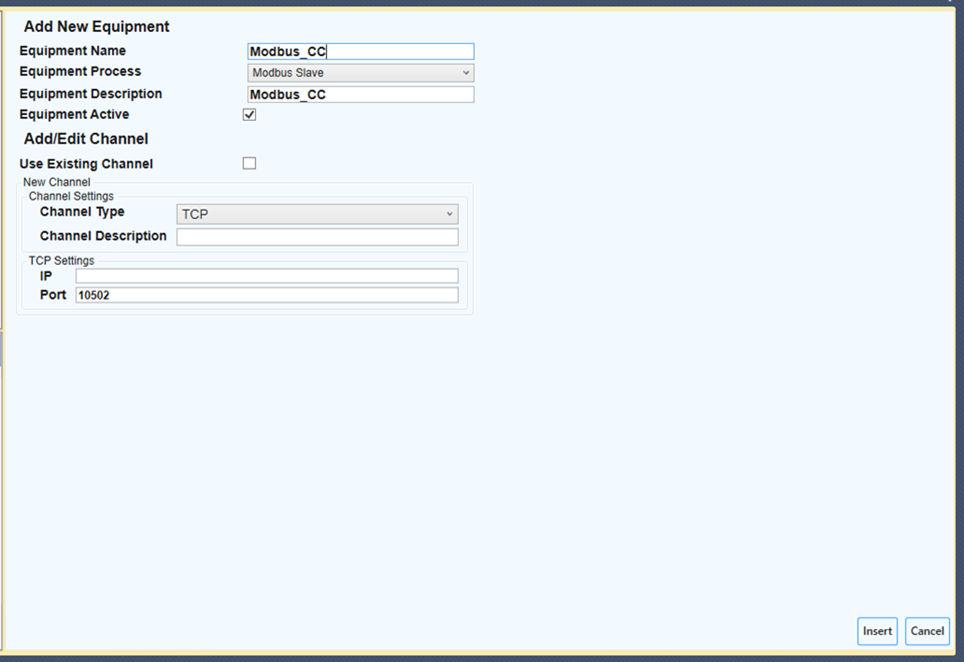 Add New Equipment
Equipment Name Modbus_CC
Equipment Process Modbus Slave
Equipment Description Modbus_CC
Equipment Active
Add/Edit Channel
Use Existing Channel
New Channel
Channel Settings
Channel Type TCP
Channel Description
TCP Settings
IP
Port 10502
Insert Cancel